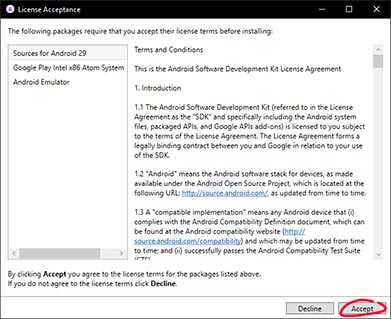 License Acceptance
The following packages require that you accept their license terms before installing:
Sources for Android 29
Google Play Intel x86 Atom System
Android Emulator
Terms and Conditions
This is the Android Software Development Kit License Agreement
1. Introduction
1.1 The Android Software Development Kit (referred to in the License
Agreement as the "SDK" and specifically including the Android system
files, packaged APIs, and Google APIs add-ons) is licensed to you subject
to the terms of the License Agreement. The License Agreement forms a
legally binding contract between you and Google in relation to your use
of the SDK.
1.2 "Android" means the Android software stack for devices, as made
available under the Android Open Source Project, which is located at the
following URL: http://source.android.com/, as updated from time to time.
1.3 A "compatible implementation" means any Android device that (i)
complies with the Android Compatibility Definition document, which can
be found at the Android compatibility website (http://
source.android.com/compatibility) and which may be updated from time
to time; and (ii) successfully passes the Android Compatibility Test Suite
(CTS).
By clicking Accept you agree to the license terms for the packages listed above.
If you do not agree to the license terms click Decline.
Decline
Accept